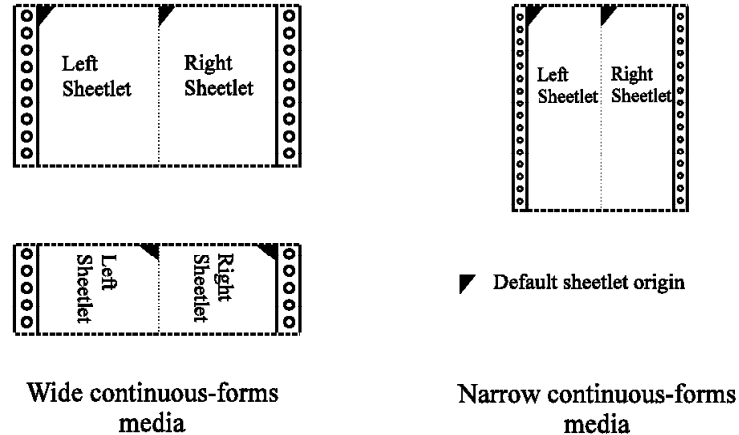 Left
Sheetlet
Right
Sheetlet
Left
Sheetlet
Right
Sheetlet
Left
Sheetlet
Right
Sheetlet
Default sheetlet origin
Wide continuous-forms
media
Narrow continuous-forms
media